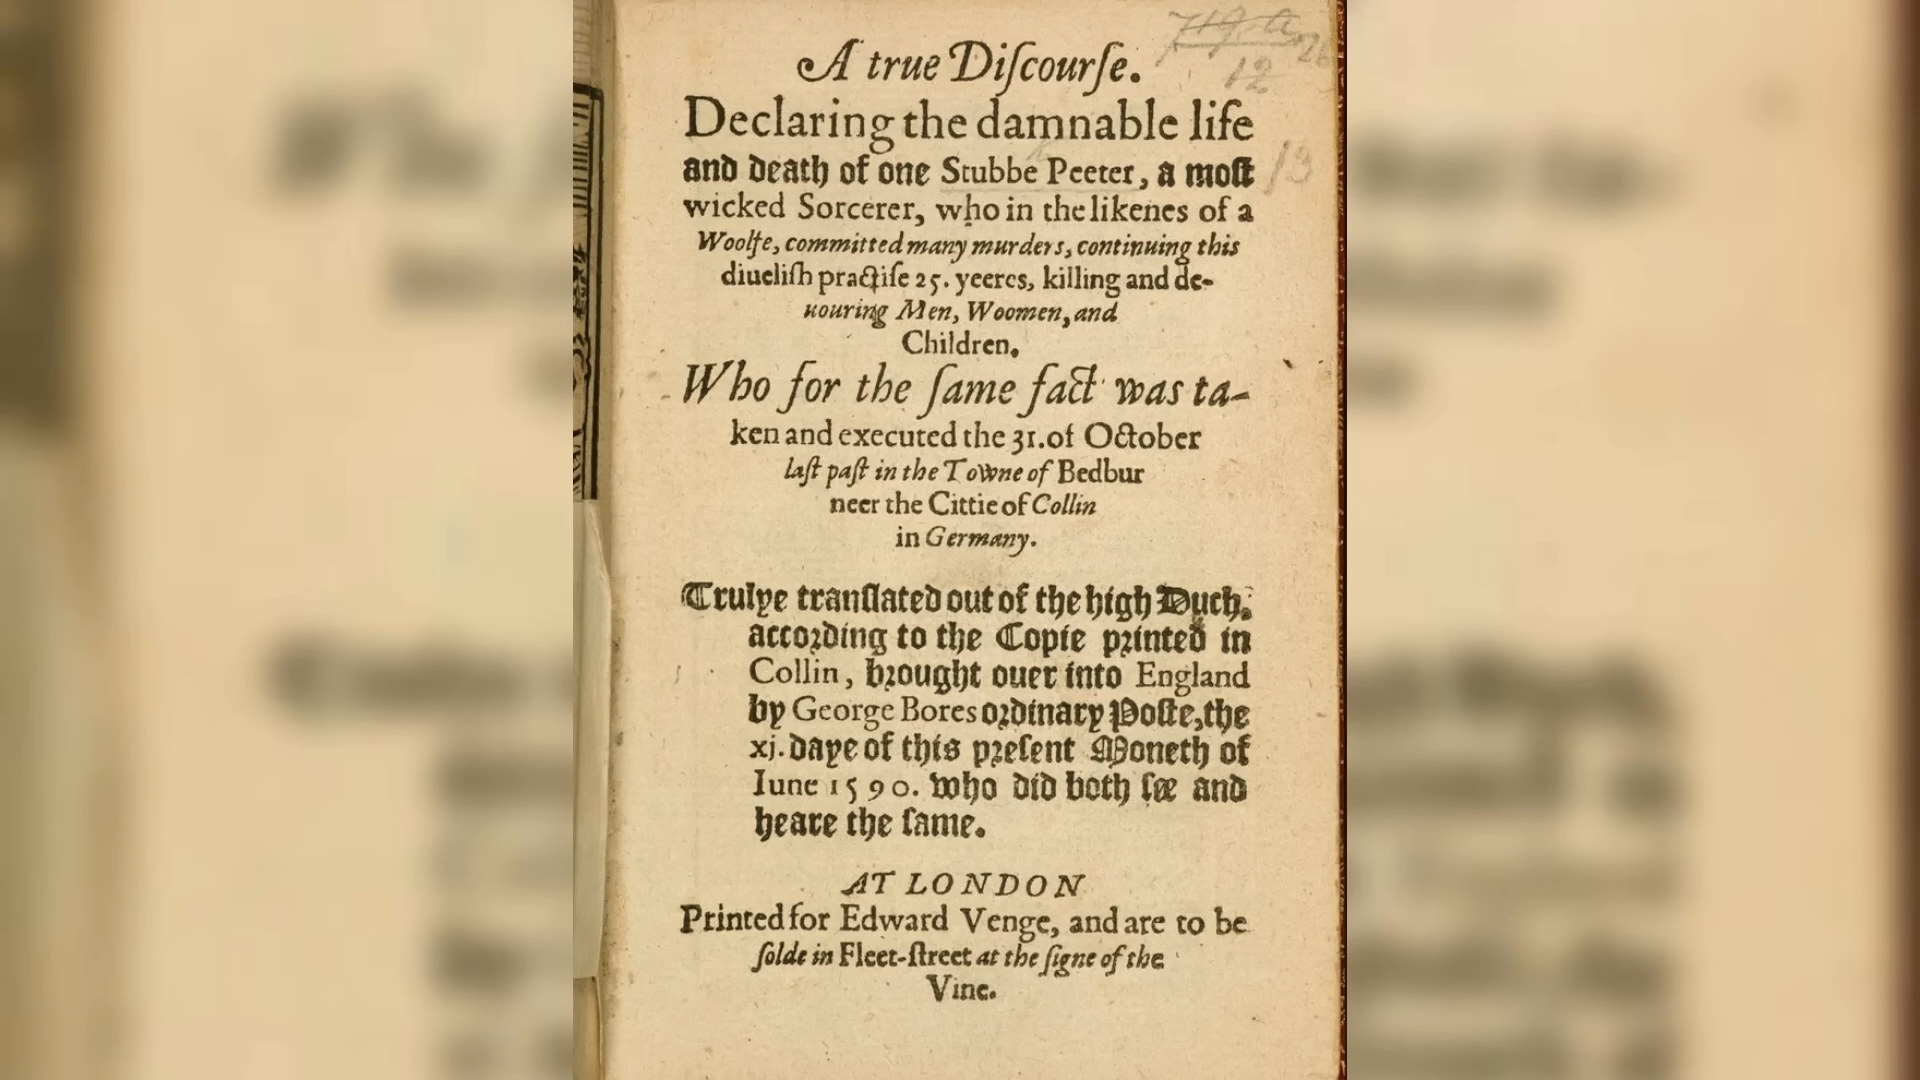 A true Diſcourſe.
Declaring the damnable life
and death of one Stubbe Peeter, a moſt
wicked Sorcerer, who in the likenes of a
Woolfe, committed many murders, continuing this
diueliſh practiſe 25. yeeres, killing and de-
uouring Men, Woomen, and
Children.
Who for the ſame fact was ta-
ken and executed the 31. of October
laſt paſt in the Towne of Bedbur
neer the Cittie of Collin
in Germany.
Trulye tranſlated out of the high Duch,
according to the Copie printed in
Collin, brought ouer into England
by George Bores ordinary Poſte, the
xj. daye of this preſent Moneth of
Iune 1590. who did both ſee and
heare the ſame.
AT LONDON
Printed for Edward Venge, and are to be
ſolde in Fleet-ſtreet at the ſigne of the
Vine.
12
13